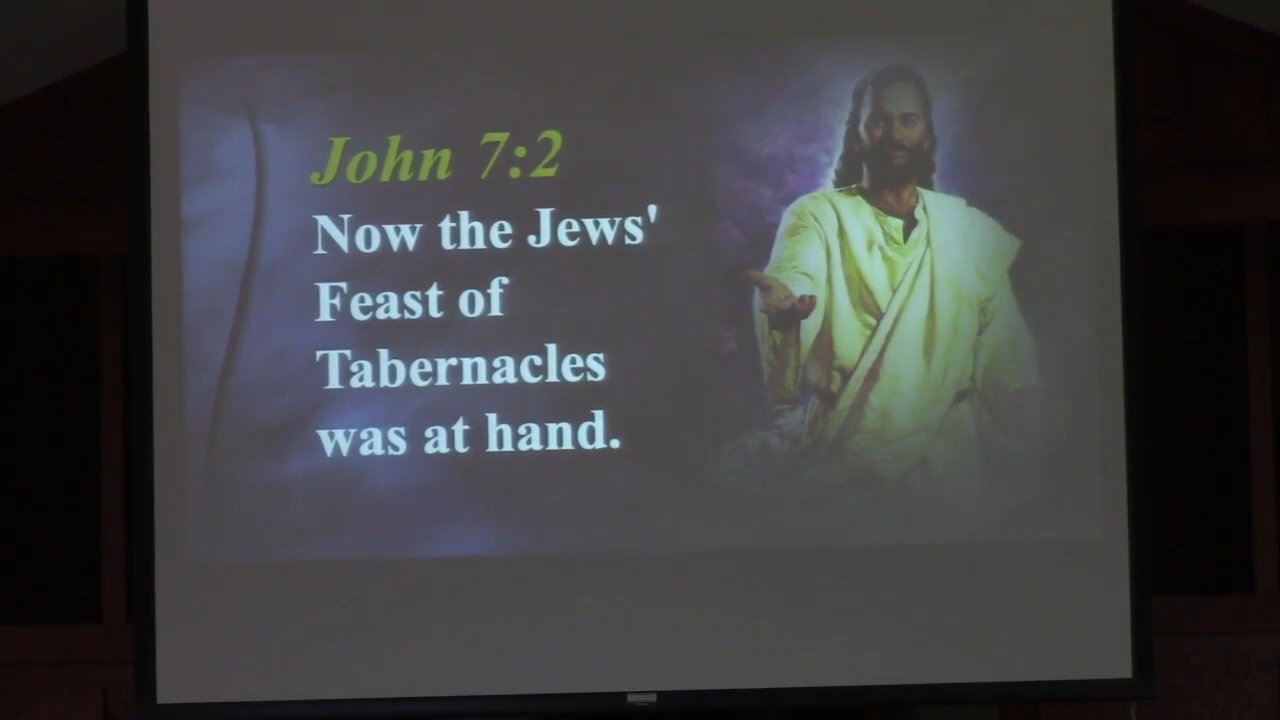 John 7:2
Now the Jews'
Feast of
Tabernacles
was at hand.